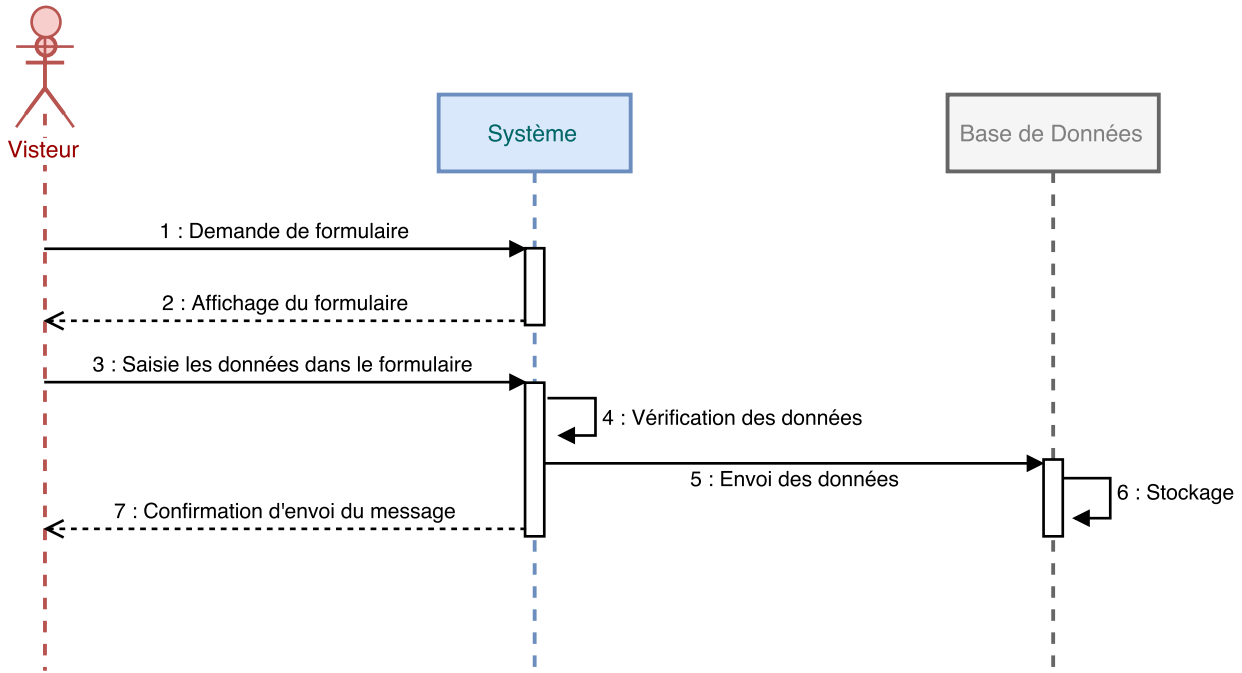 Visteur
Système
Base de Données
1 : Demande de formulaire
2 : Affichage du formulaire
3 : Saisie les données dans le formulaire
4 : Vérification des données
5 : Envoi des données
6 : Stockage
7 : Confirmation d'envoi du message